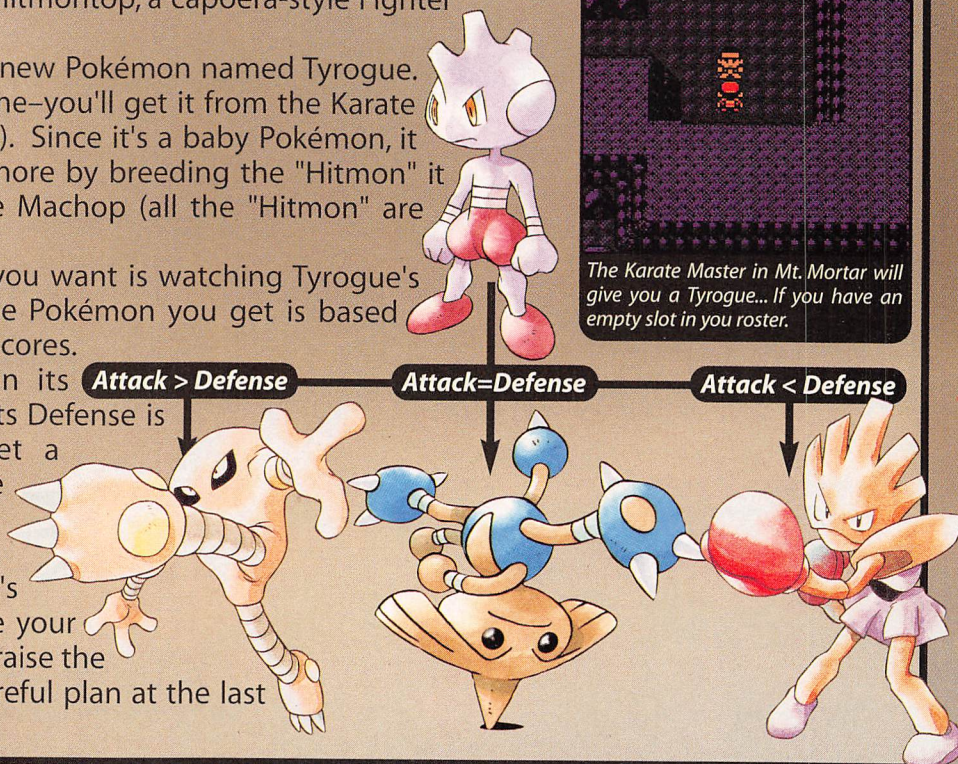 itmontop, a capoera-style Fighter
new Pokémon named Tyrogue.
ne–you'll get it from the Karate
). Since it's a baby Pokémon, it
more by breeding the "Hitmon" it
e Machop (all the "Hitmon" are
you want is watching Tyrogue's
e Pokémon you get is based
cores.
n its
ts Defense is
et a
e
's
e your
raise the
reful plan at the last
The Karate Master in Mt. Mortar will
give you a Tyrogue... If you have an
empty slot in you roster.
Attack > Defense
Attack=Defense
Attack < Defense